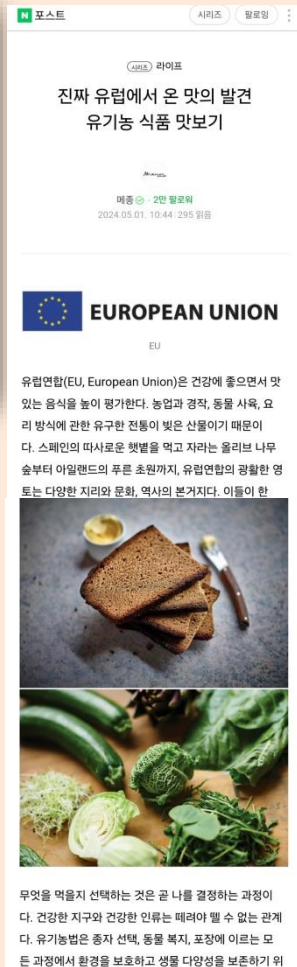 N 포스트
시리즈 팔로잉
시리즈 라이프
진짜 유럽에서 온 맛의 발견
유기농 식품 맛보기
메종 · 2만 팔로워
2024.05.01. 10:44 295 읽음
EUROPEAN UNION
EU
유럽연합(EU, European Union)은 건강에 좋으면서 맛
있는 음식을 높이 평가한다. 농업과 경작, 동물 사육, 요
리 방식에 관한 유구한 전통이 빚은 산물이기 때문이
다. 스페인의 따사로운 햇볕을 먹고 자라는 올리브 나무
숲부터 아일랜드의 푸른 초원까지, 유럽연합의 광활한 영
토는 다양한 지리와 문화, 역사의 본거지다. 이들이 한
무엇을 먹을지 선택하는 것은 곧 나를 결정하는 과정이
다. 건강한 지구와 건강한 인류는 떼려야 뗄 수 없는 관계
다. 유기농법은 종자 선택, 동물 복지, 포장에 이르는 모
든 과정에서 환경을 보호하고 생물 다양성을 보존하기 위